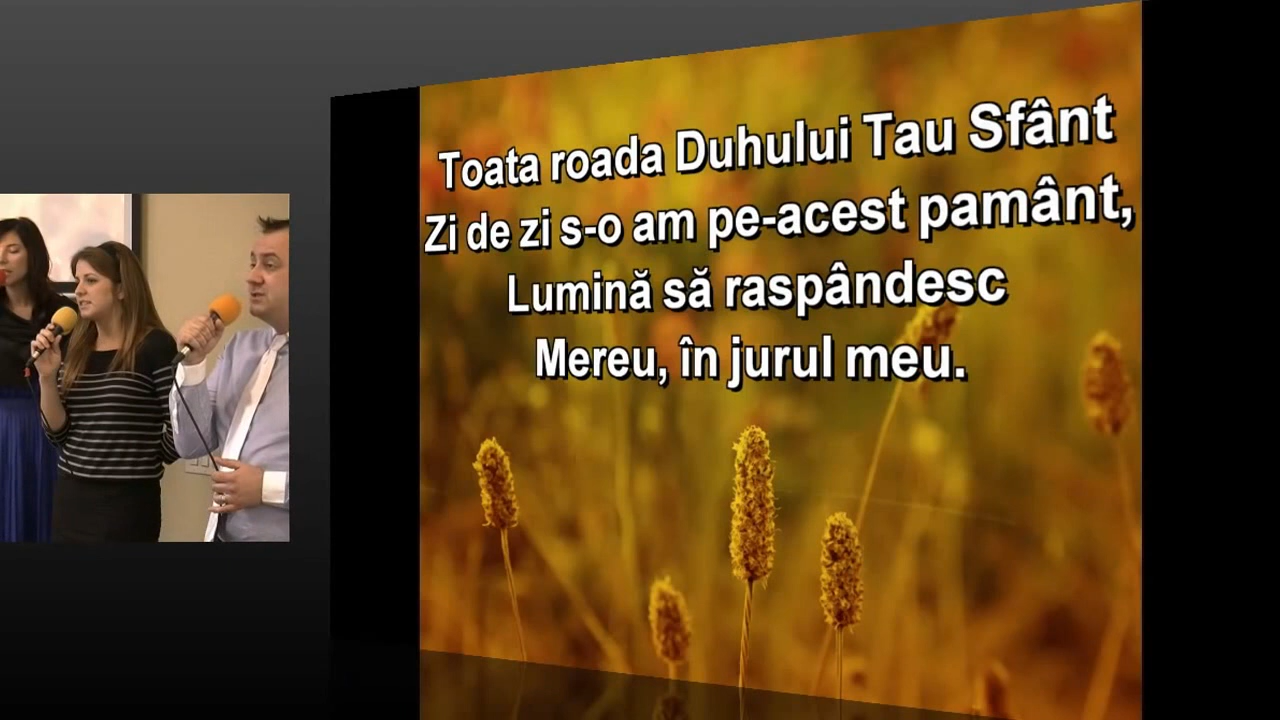 Toata roada Duhului Tau Sfânt
Zi de zi s-o am pe-acest pamânt,
Lumină să raspândesc
Mereu, în jurul meu.